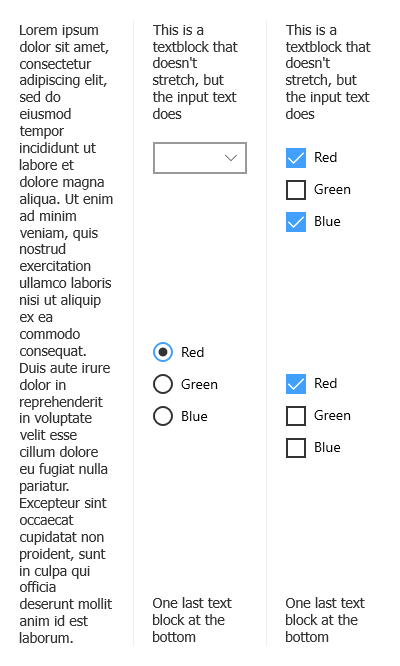 Lorem ipsum
dolor sit amet,
consectetur
adipiscing elit,
sed do
eiusmod
tempor
incididunt ut
labore et
dolore magna
aliqua. Ut enim
ad minim
veniam, quis
nostrud
exercitation
ullamco laboris
nisi ut aliquip
ex ea
commodo
consequat.
Duis aute irure
dolor in
reprehenderit
in voluptate
velit esse
cillum dolore
eu fugiat nulla
pariatur.
Excepteur sint
occaecat
cupidatat non
proident, sunt
in culpa qui
officia
deserunt mollit
anim id est
laborum.
This is a
textblock that
doesn't
stretch, but
the input text
does
Red
Green
Blue
One last text
block at the
bottom
This is a
textblock that
doesn't
stretch, but
the input text
does
Red
Green
Blue
Red
Green
Blue
One last text
block at the
bottom